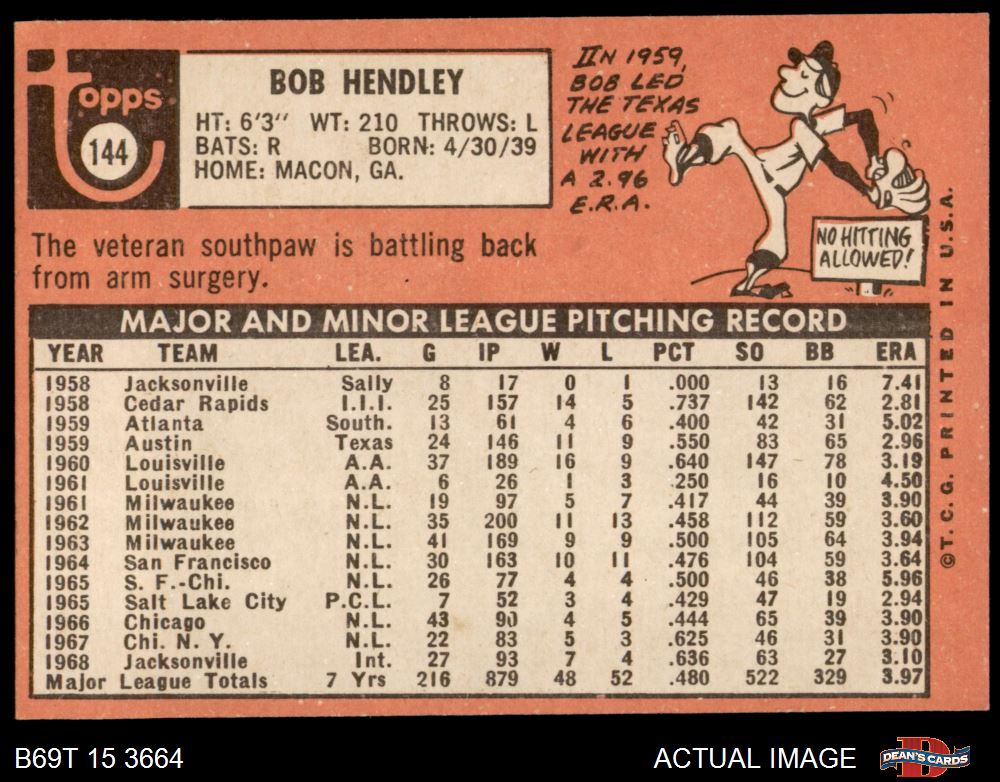 Topps
144
BOB HENDLEY
HT: 6'3" WT: 210 THROWS: L
BATS: R BORN: 4/30/39
HOME: MACON, GA.
IN 1959,
BOB LED
THE TEXAS
LEAGUE
WITH
A 2.96
E.R.A.
NO HITTING
ALLOWED!
The veteran southpaw is battling back
from arm surgery.
MAJOR AND MINOR LEAGUE PITCHING RECORD
YEAR TEAM LEA. G IP W L PCT SO BB ERA
1958 Jacksonville Sally 8 17 0 1 .000 13 16 7.41
1958 Cedar Rapids I.I.I. 25 157 14 5 .737 142 62 2.81
1959 Atlanta South. 13 61 4 6 .400 42 31 5.02
1959 Austin Texas 24 146 11 9 .550 83 65 2.96
1960 Louisville A.A. 37 189 16 9 .640 147 78 3.19
1961 Louisville A.A. 6 26 1 3 .250 16 10 4.50
1961 Milwaukee N.L. 19 97 5 7 .417 44 39 3.90
1962 Milwaukee N.L. 35 200 11 13 .458 112 59 3.60
1963 Milwaukee N.L. 41 169 9 9 .500 105 64 3.94
1964 San Francisco N.L. 30 163 10 11 .476 104 59 3.64
1965 S. F.-Chi. N.L. 26 77 4 4 .500 46 38 5.96
1965 Salt Lake City P.C.L. 7 52 3 4 .429 47 19 2.94
1966 Chicago N.L. 43 90 4 5 .444 65 39 3.90
1967 Chi. N. Y. N.L. 22 83 5 3 .625 46 31 3.90
1968 Jacksonville Int. 27 93 7 4 .636 63 27 3.10
Major League Totals 7 Yrs 216 879 48 52 .480 522 329 3.97
© T. C. G. PRINTED IN U.S.A.
B69T 15 3664
ACTUAL IMAGE
DEAN'S CARDS